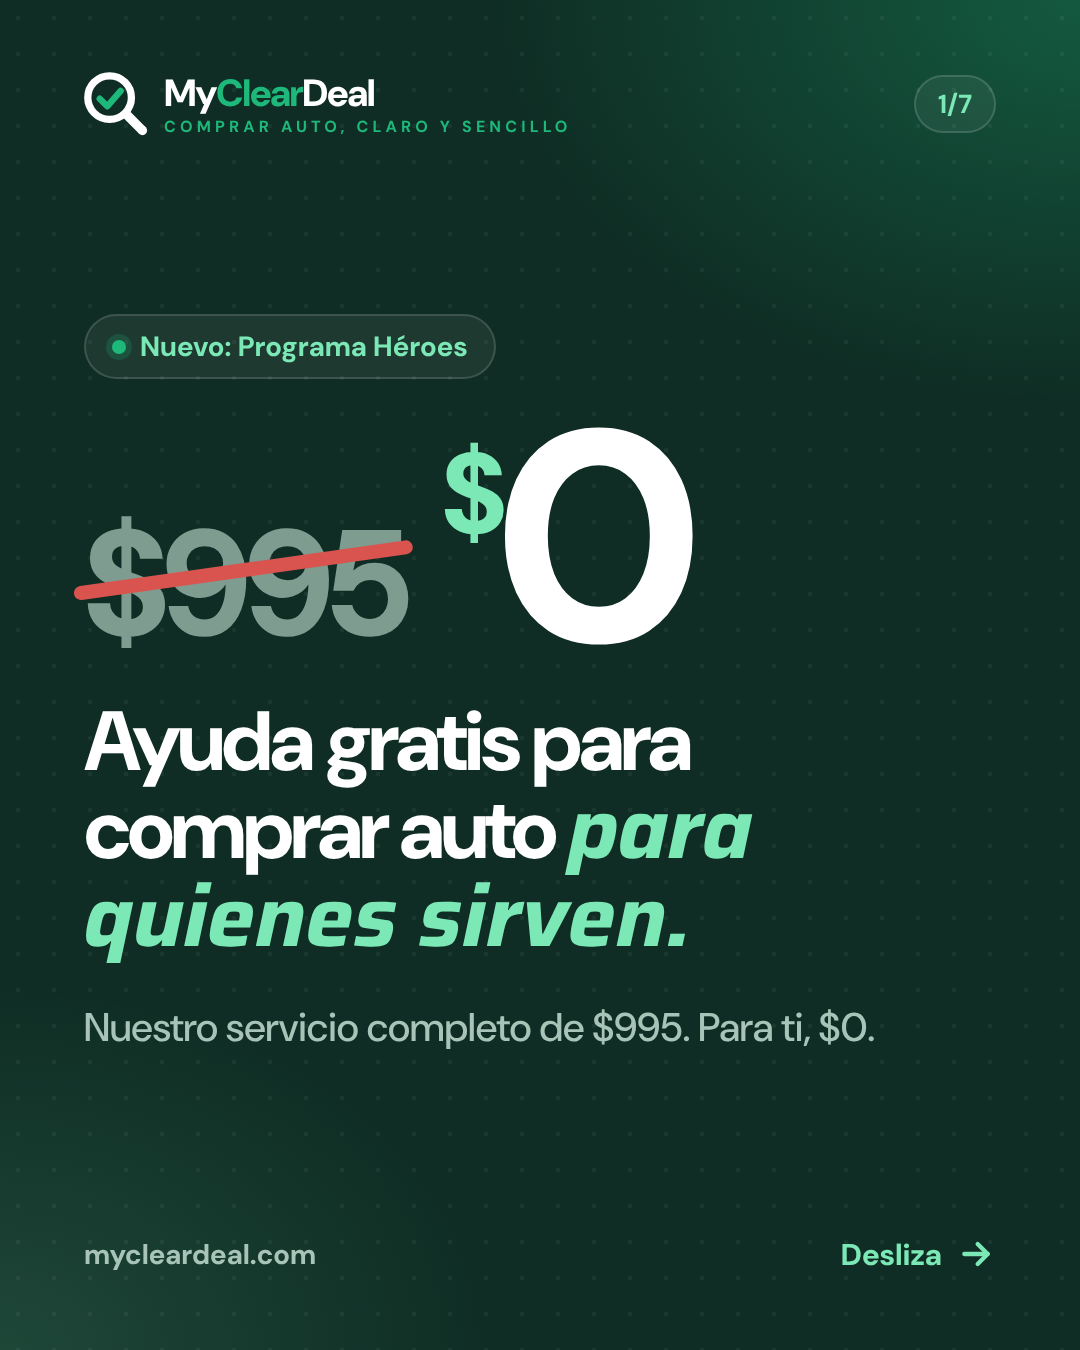 MyClearDeal
COMPRAR AUTO, CLARO Y SENCILLO
1/7
Nuevo: Programa Héroes
$995 $0
Ayuda gratis para
comprar auto para
quienes sirven.
Nuestro servicio completo de $995. Para ti, $0.
mycleardeal.com
Desliza →